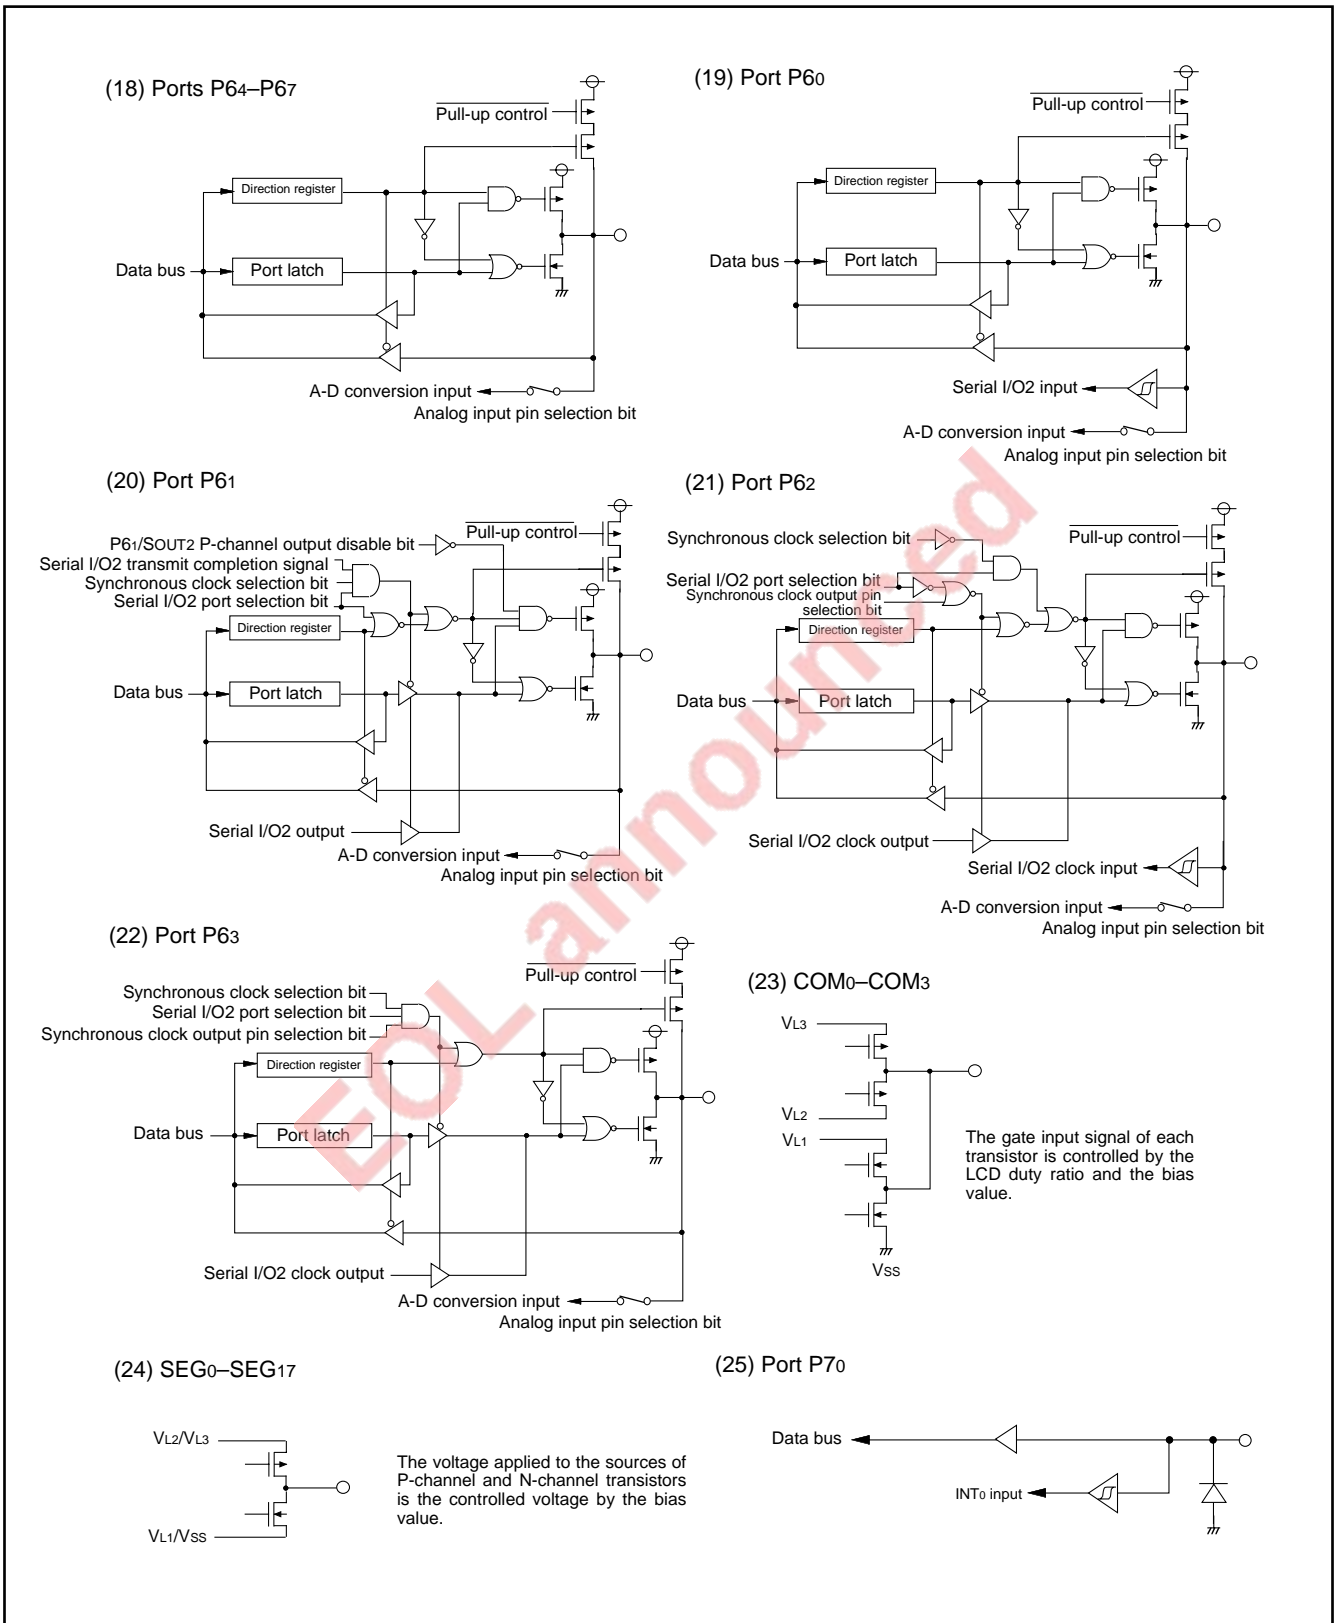 (18) Ports P64–P67
Pull-up control
Direction register
Data bus
Port latch
A-D conversion input
Analog input pin selection bit
(19) Port P60
Pull-up control
Direction register
Data bus
Port latch
Serial I/O2 input
A-D conversion input
Analog input pin selection bit
(20) Port P61
Pull-up control
P61/SOUT2 P-channel output disable bit
Serial I/O2 transmit completion signal
Synchronous clock selection bit
Serial I/O2 port selection bit
Direction register
Data bus
Port latch
Serial I/O2 output
A-D conversion input
Analog input pin selection bit
(21) Port P62
Synchronous clock selection bit
Pull-up control
Serial I/O2 port selection bit
Synchronous clock output pin
selection bit
Direction register
Data bus
Port latch
Serial I/O2 clock output
Serial I/O2 clock input
A-D conversion input
Analog input pin selection bit
(22) Port P63
Pull-up control
Synchronous clock selection bit
Serial I/O2 port selection bit
Synchronous clock output pin selection bit
Direction register
Data bus
Port latch
Serial I/O2 clock output
A-D conversion input
Analog input pin selection bit
(23) COM0–COM3
VL3
VL2
VL1
VSS
The gate input signal of each
transistor is controlled by the
LCD duty ratio and the bias
value.
(24) SEG0–SEG17
VL2/VL3
VL1/VSS
The voltage applied to the sources of
P-channel and N-channel transistors
is the controlled voltage by the bias
value.
(25) Port P70
Data bus
INT0 input
EOL announced